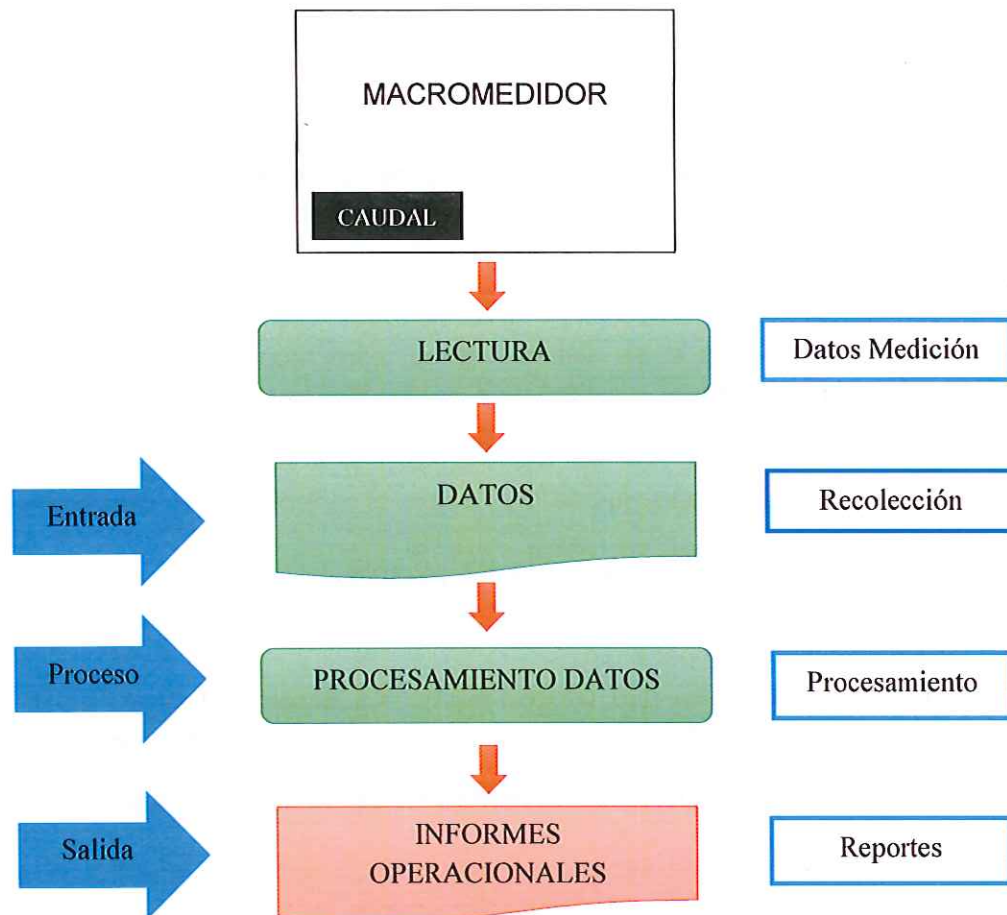 MACROMEDIDOR
CAUDAL
LECTURA
Datos Medición
Entrada
DATOS
Recolección
Proceso
PROCESAMIENTO DATOS
Procesamiento
Salida
INFORMES
OPERACIONALES
Reportes